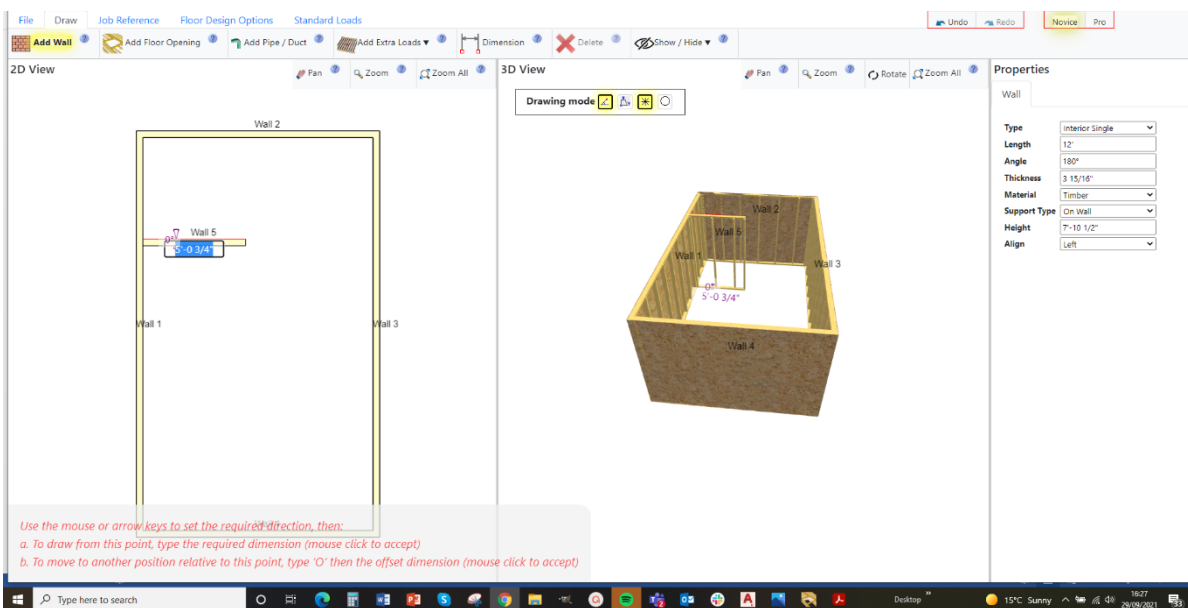 File Draw Job Reference Floor Design Options Standard Loads Undo Redo Novice Pro
Add Wall ? Add Floor Opening ? Add Pipe / Duct ? Add Extra Loads ▾ ? Dimension ? Delete ? Show / Hide ▾ ?
2D View Pan ? Zoom ? Zoom All ?
3D View Pan ? Zoom ? Rotate Zoom All ?
Properties
Drawing mode
Wall
Type Interior Single
Length 12'
Angle 180°
Thickness 3 15/16"
Material Timber
Support Type On Wall
Height 7'-10 1/2"
Align Left
Wall 2
Wall 5
0°
5'-0 3/4"
Wall 1
Wall 3
Wall 2
Wall 5
Wall 1
Wall 3
0°
5'-0 3/4"
Wall 4
Use the mouse or arrow keys to set the required direction, then:
a. To draw from this point, type the required dimension (mouse click to accept)
b. To move to another position relative to this point, type 'O' then the offset dimension (mouse click to accept)
Type here to search Desktop 15°C Sunny 16:27
29/09/2021